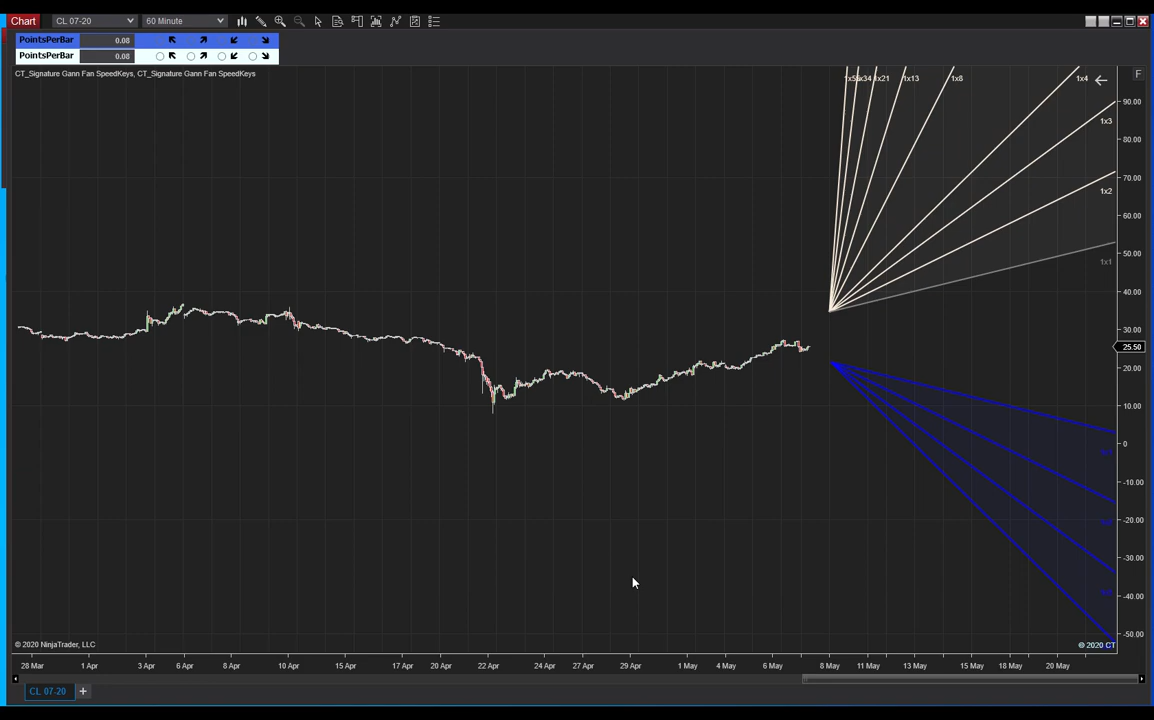 Chart CL 07-20 60 Minute
PointsPerBar 0.08
PointsPerBar 0.08
CT_Signature Gann Fan SpeedKeys, CT_Signature Gann Fan SpeedKeys
F
1x21 1x13 1x8 1x4
1x3
1x2
1x1
90.00
80.00
70.00
60.00
50.00
40.00
30.00
25.50
20.00
10.00
0
-10.00
-20.00
-30.00
-40.00
-50.00
© 2020 NinjaTrader, LLC
© 2020 CT
28 Mar 1 Apr 3 Apr 6 Apr 8 Apr 10 Apr 15 Apr 17 Apr 20 Apr 22 Apr 24 Apr 27 Apr 29 Apr 1 May 4 May 6 May 8 May 11 May 13 May 15 May 18 May 20 May
CL 07-20 +